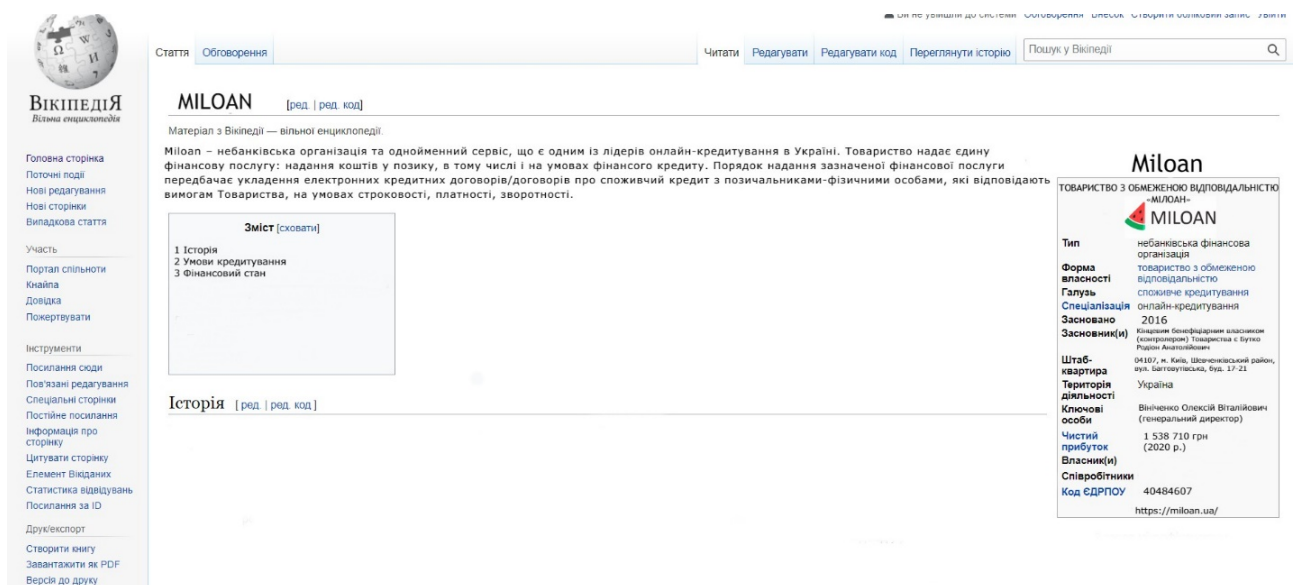 Ви не увійшли до системи Обговорення Внесок Створити обліковий запис Увійти
Стаття Обговорення Читати Редагувати Редагувати код Переглянути історію Пошук у Вікіпедії
ВІКІПЕДІЯ
Вільна енциклопедія
Головна сторінка
Поточні події
Нові редагування
Нові сторінки
Випадкова стаття
Участь
Портал спільноти
Кнайпа
Довідка
Пожертвувати
Інструменти
Посилання сюди
Пов'язані редагування
Спеціальні сторінки
Постійне посилання
Інформація про
сторінку
Цитувати сторінку
Елемент Вікіданих
Статистика відвідувань
Посилання за ID
Друк/експорт
Створити книгу
Завантажити як PDF
Версія до друку
MILOAN [ред. | ред. код]
Матеріал з Вікіпедії — вільної енциклопедії.
Miloan – небанківська організація та однойменний сервіс, що є одним із лідерів онлайн-кредитування в Україні. Товариство надає єдину
фінансову послугу: надання коштів у позику, в тому числі і на умовах фінансого кредиту. Порядок надання зазначеної фінансової послуги
передбачає укладення електронних кредитних договорів/договорів про споживчий кредит з позичальниками-фізичними особами, які відповідають
вимогам Товариства, на умовах строковості, платності, зворотності.
Зміст [сховати]
1 Історія
2 Умови кредитування
3 Фінансовий стан
Історія [ ред. | ред. код ]
Miloan
ТОВАРИСТВО З ОБМЕЖЕНОЮ ВІДПОВІДАЛЬНІСТЮ
«МІЛОАН»
MILOAN
Тип небанківська фінансова
організація
Форма товариство з обмеженою
власності відповідальністю
Галузь споживче кредитування
Спеціалізація онлайн-кредитування
Засновано 2016
Засновник(и) Кінцевим бенефіціарним власником
(контролером) Товариства є Бутко
Родіон Анатолійович
Штаб- 04107, м. Київ, Шевченківський район,
квартира вул. Багговутівська, буд. 17-21
Територія Україна
діяльності
Ключові Вініченко Олексій Віталійович
особи (генеральний директор)
Чистий 1 538 710 грн
прибуток (2020 р.)
Власник(и)
Співробітники
Код ЄДРПОУ 40484607
https://miloan.ua/